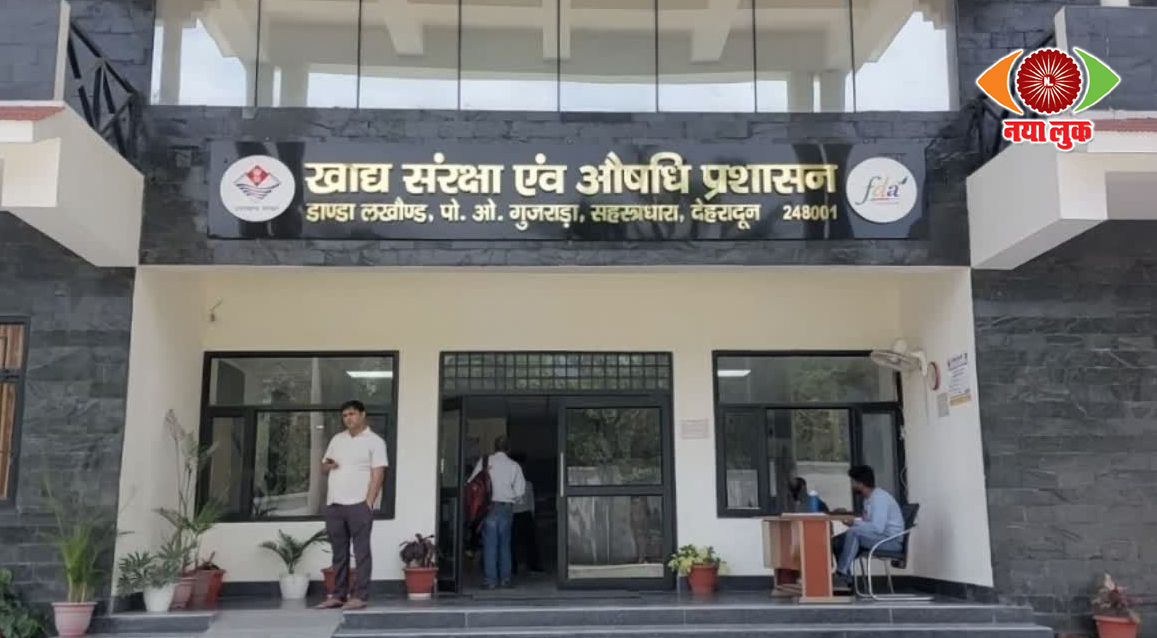 खाद्य संरक्षा एंव औषधि प्रशासन
डाण्डा लखौण्ड, पो. ओ. गुजराड़ा, सहस्त्रधारा, देहरादून 248001
fda
N
नया लुक